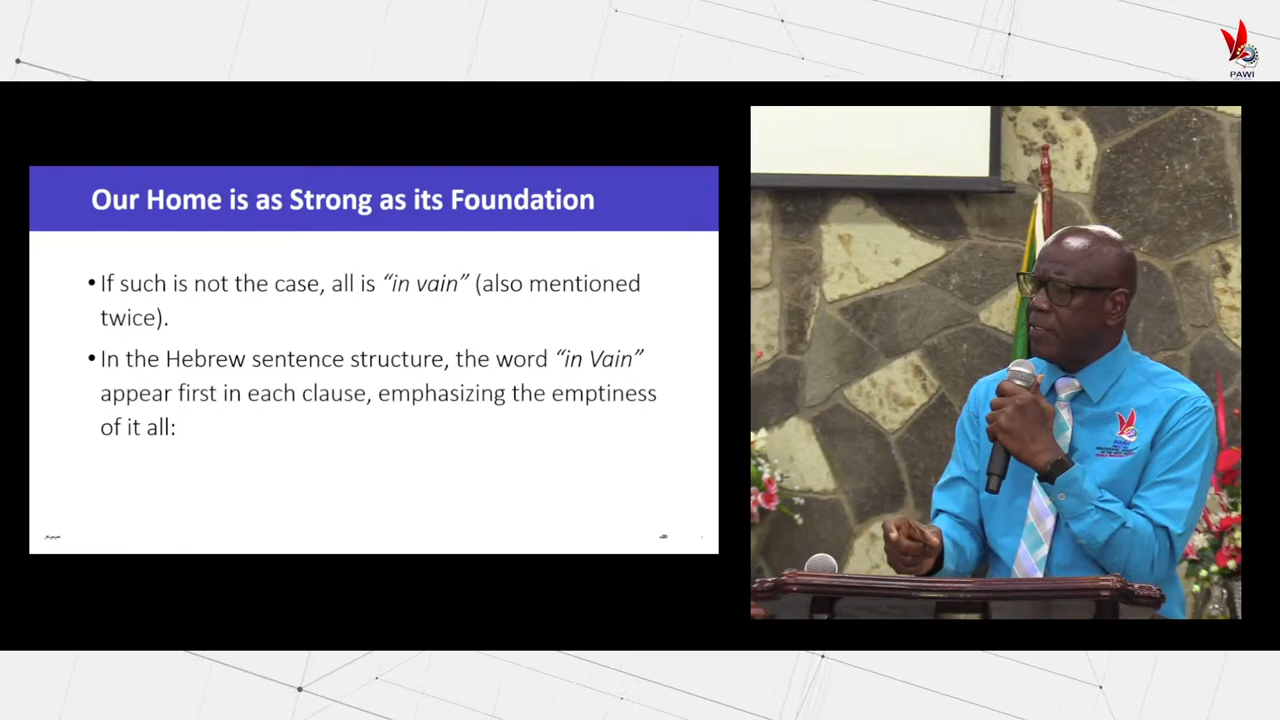 PAWI
Our Home is as Strong as its Foundation
• If such is not the case, all is “in vain” (also mentioned
twice).
• In the Hebrew sentence structure, the word “in Vain”
appear first in each clause, emphasizing the emptiness
of it all: